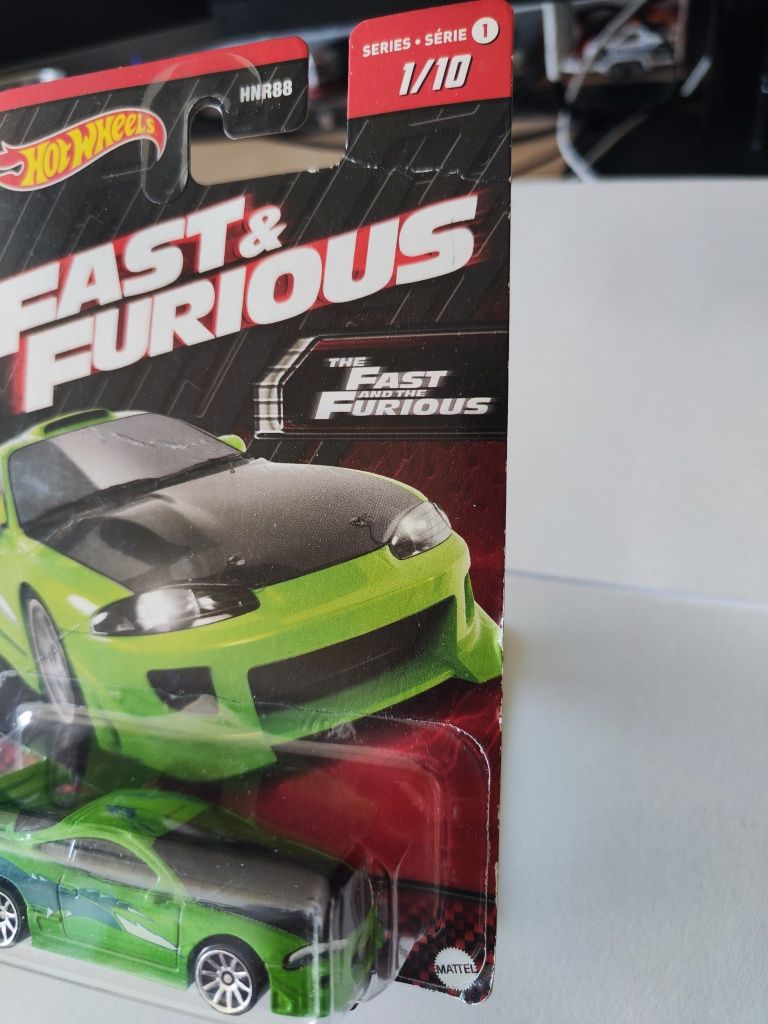 SERIES • SÉRIE 1
1/10
HNR88
HOT WHEELS
FAST &
FURIOUS
THE
FAST
AND THE
FURIOUS
MATTEL